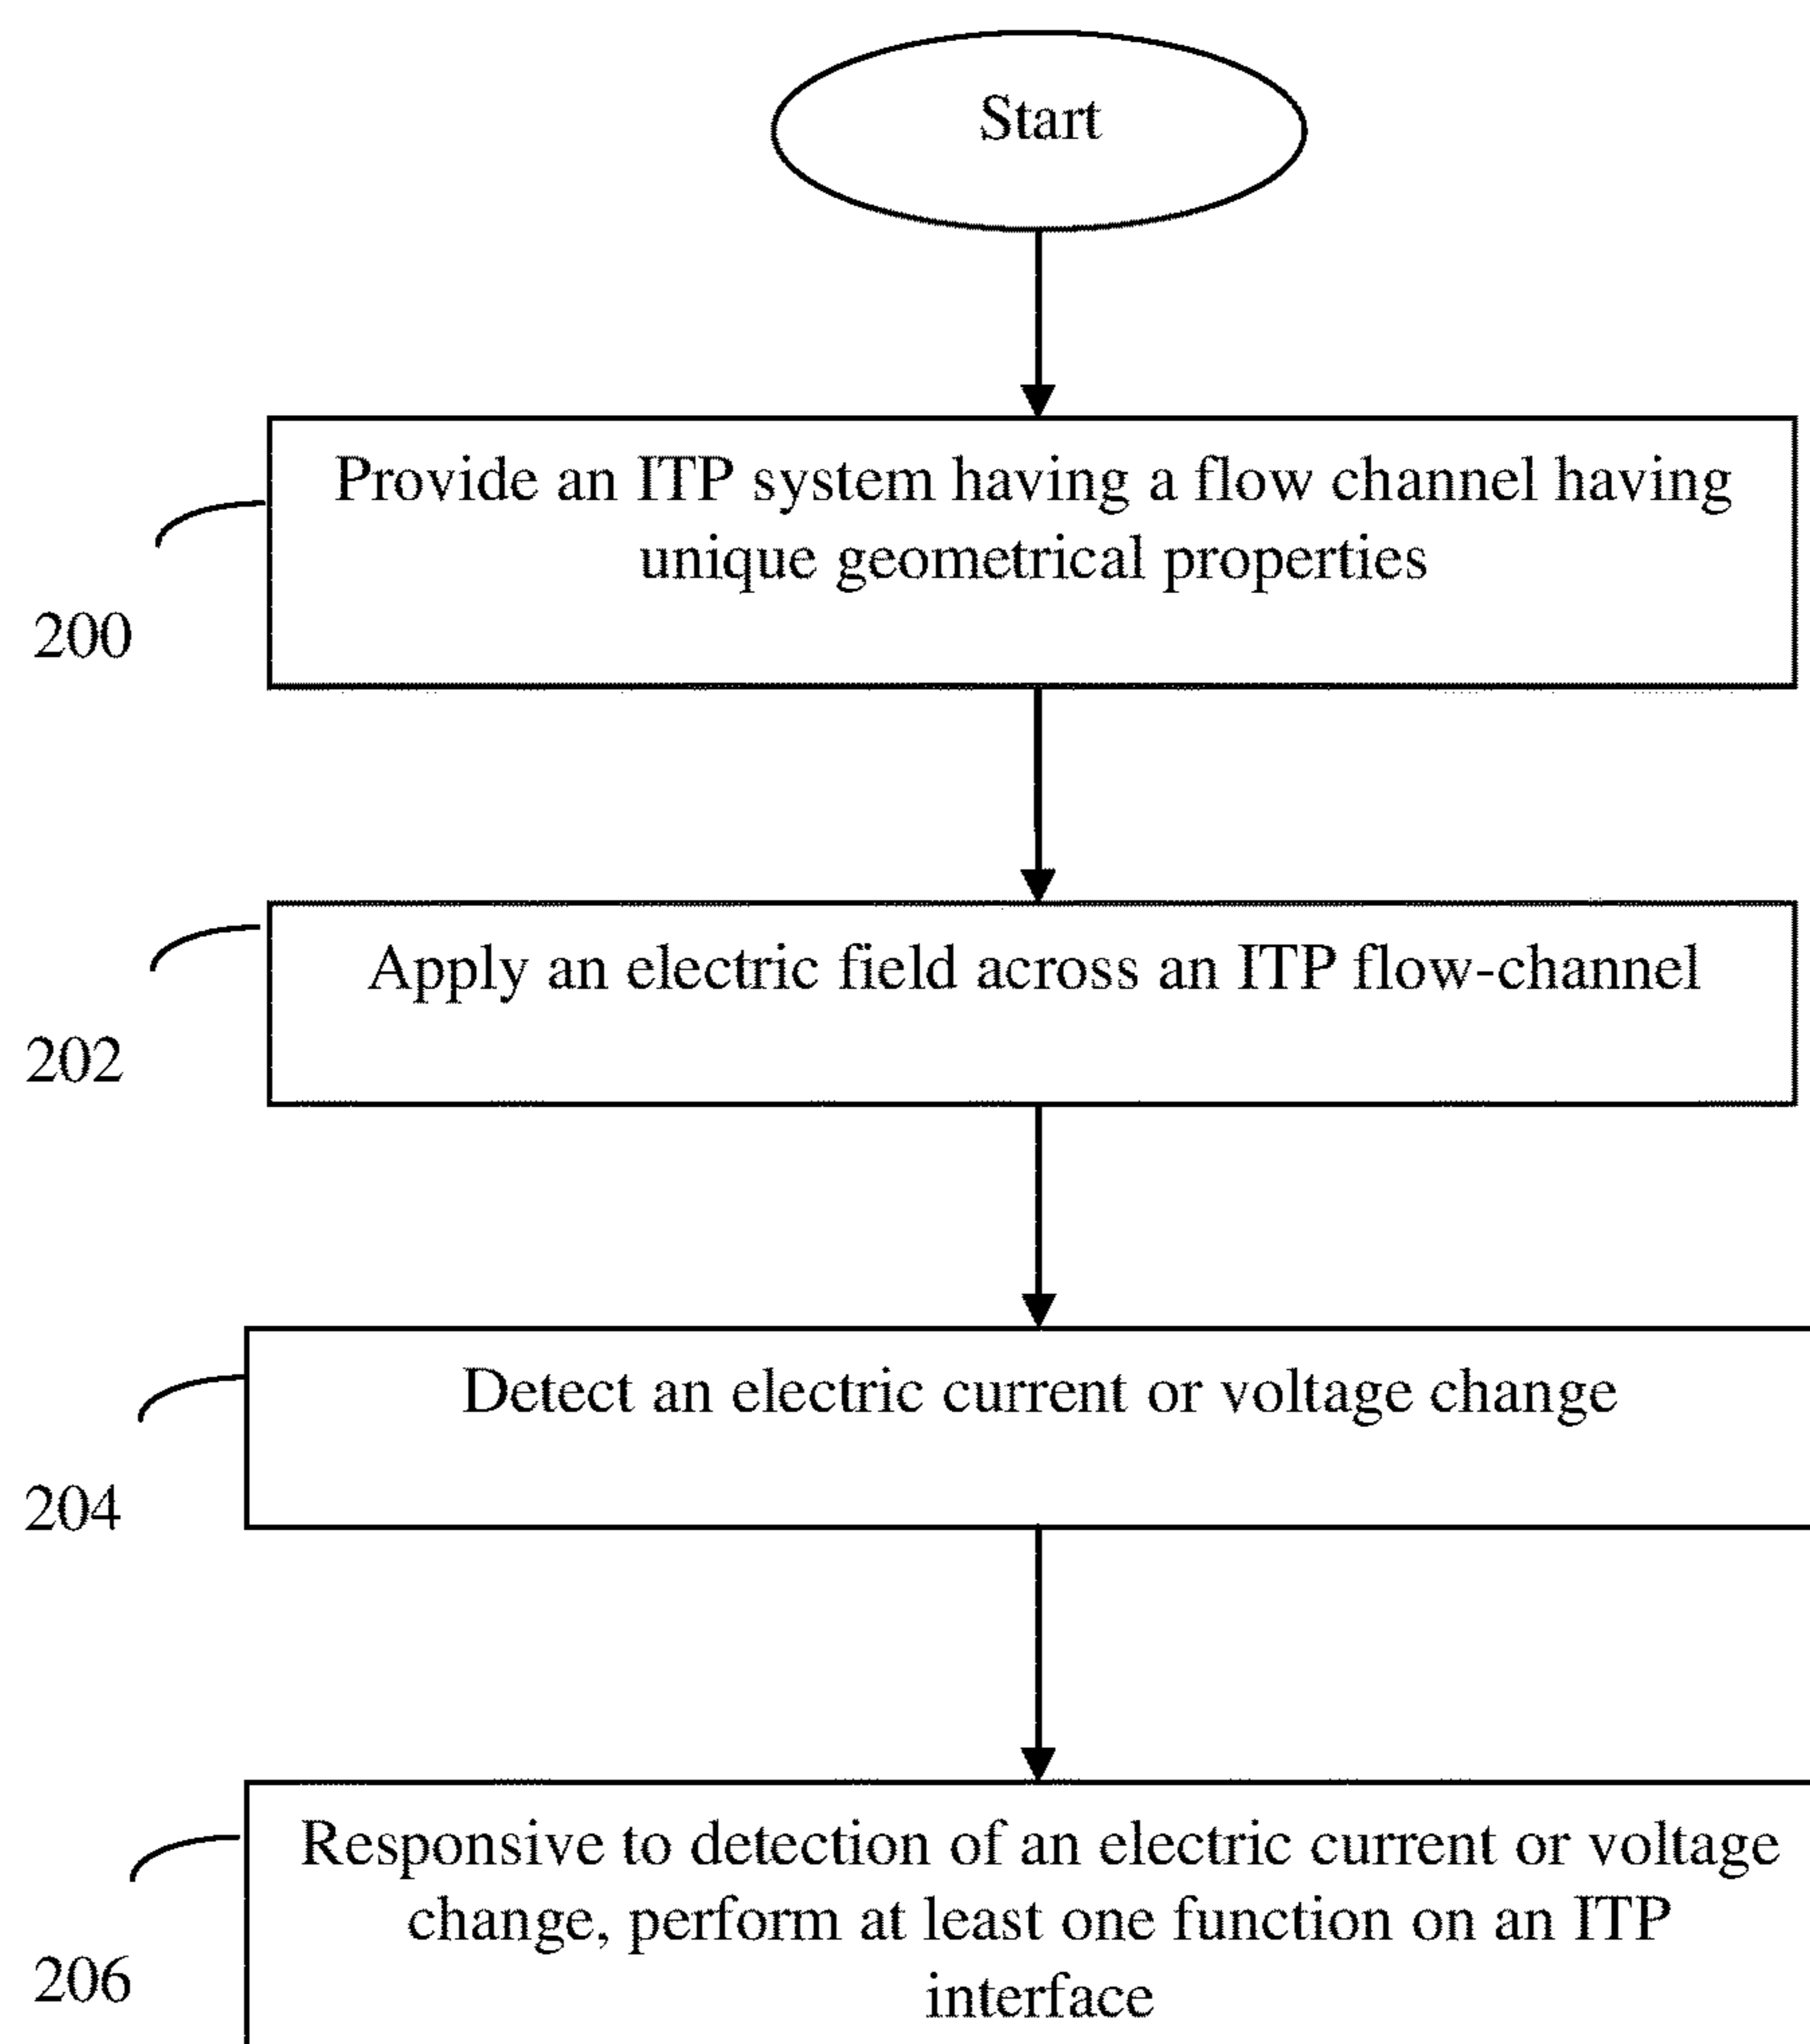 Start
Provide an ITP system having a flow channel having
unique geometrical properties
200
Apply an electric field across an ITP flow-channel
202
Detect an electric current or voltage change
204
Responsive to detection of an electric current or voltage
change, perform at least one function on an ITP
interface
206